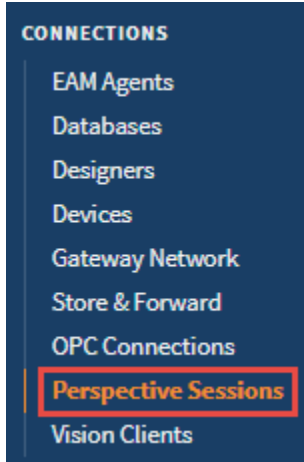 CONNECTIONS
EAM Agents
Databases
Designers
Devices
Gateway Network
Store & Forward
OPC Connections
Perspective Sessions
Vision Clients